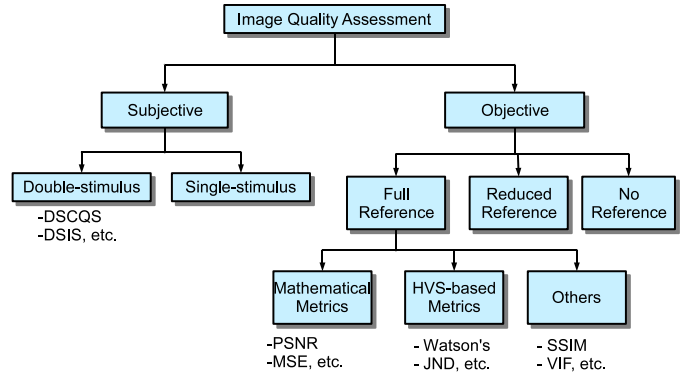 Image Quality Assessment
Subjective
Objective
Double-stimulus
Single-stimulus
Full
Reference
Reduced
Reference
No
Reference
-DSCQS
-DSIS, etc.
Mathematical
Metrics
HVS-based
Metrics
Others
-PSNR
-MSE, etc.
- Watson's
- JND, etc.
- SSIM
- VIF, etc.